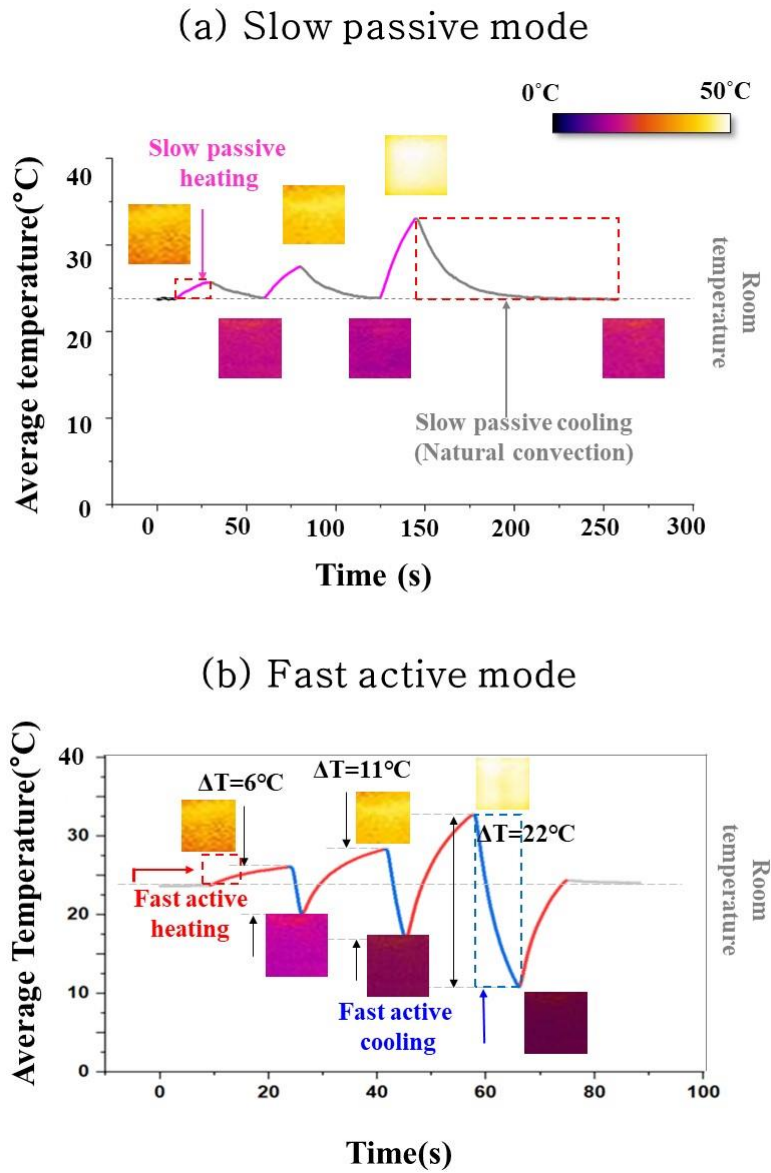 (a) Slow passive mode
0˚C 50˚C
Slow passive
heating
Average temperature(°C)
40
30
20
10
0
Room
temperature
Slow passive cooling
(Natural convection)
0 50 100 150 200 250 300
Time (s)
(b) Fast active mode
Average Temperature(°C)
40
30
20
10
0
ΔT=6℃
ΔT=11℃
ΔT=22℃
Fast active
heating
Fast active
cooling
Room
temperature
0 20 40 60 80 100
Time(s)